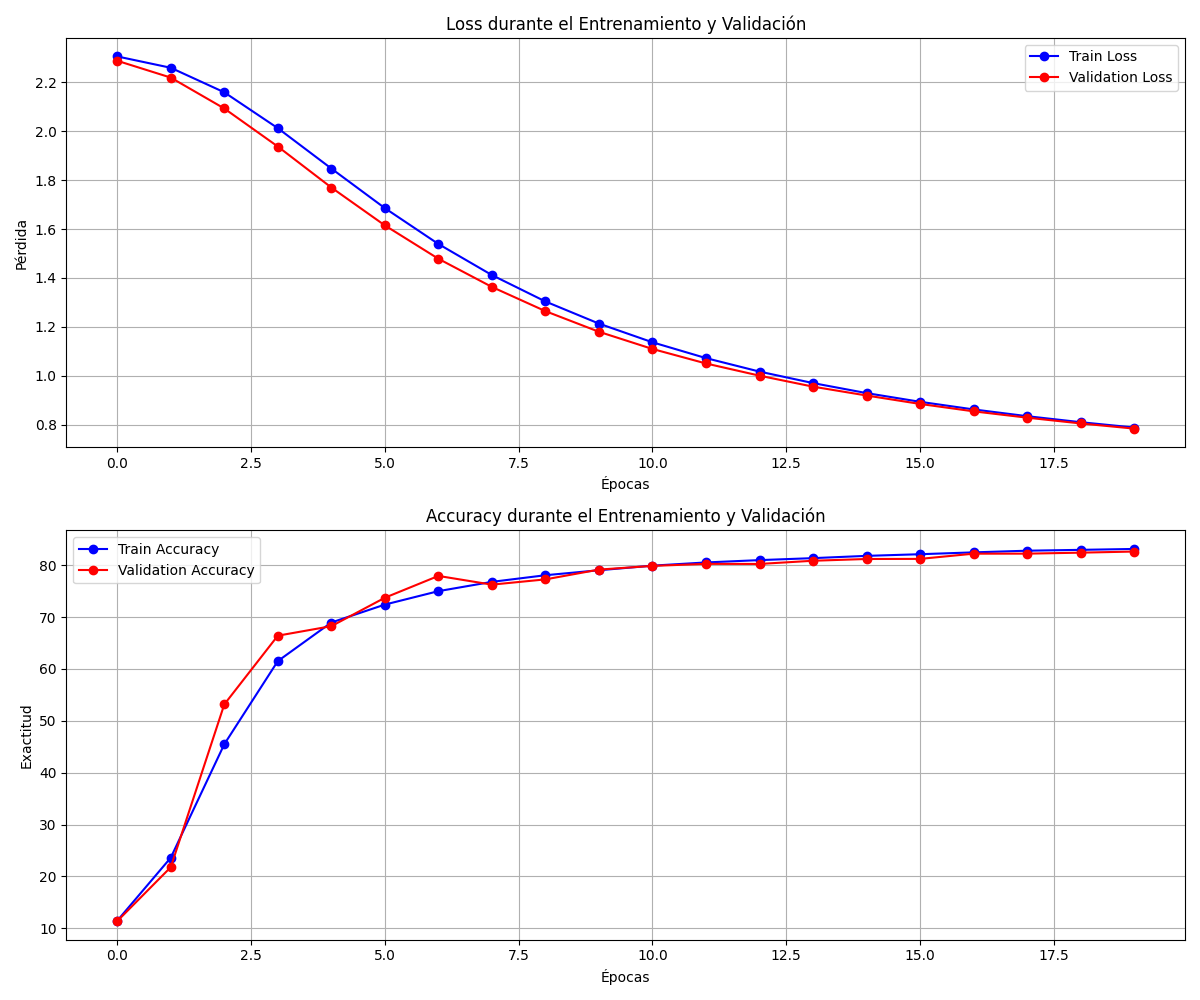 Loss durante el Entrenamiento y Validación
Train Loss
Validation Loss
Pérdida
2.2
2.0
1.8
1.6
1.4
1.2
1.0
0.8
0.0 2.5 5.0 7.5 10.0 12.5 15.0 17.5
Épocas
Accuracy durante el Entrenamiento y Validación
Train Accuracy
Validation Accuracy
Exactitud
80
70
60
50
40
30
20
10
0.0 2.5 5.0 7.5 10.0 12.5 15.0 17.5
Épocas